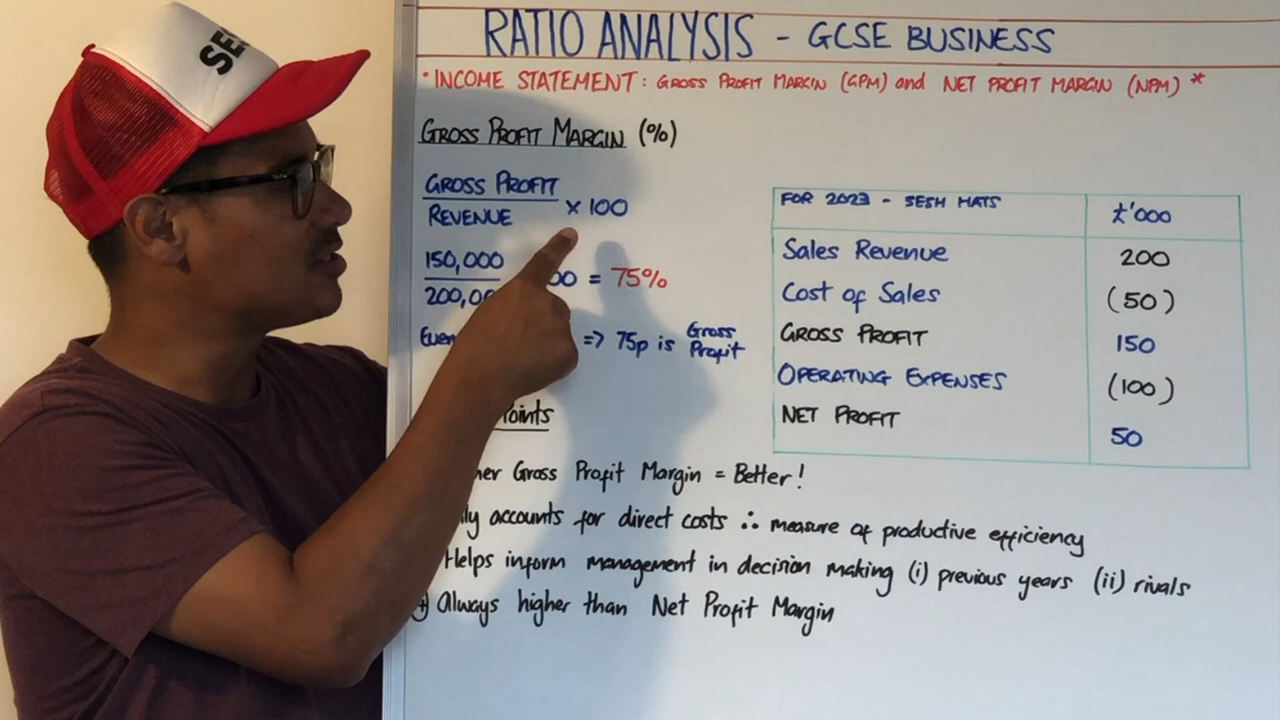 RATIO ANALYSIS - GCSE BUSINESS
* INCOME STATEMENT : GROSS PROFIT MARGIN (GPM) and NET PROFIT MARGIN (NPM) *
GROSS PROFIT MARGIN (%)
GROSS PROFIT
REVENUE
X 100
150,000
200,00
00 = 75%
=> 75p is Gross Profit
FOR 2023 - SESH HATS £'000
Sales Revenue 200
Cost of Sales (50)
GROSS PROFIT 150
OPERATING EXPENSES (100)
NET PROFIT 50
Points
Gross Profit Margin = Better!
accounts for direct costs ∴ measure of productive efficiency
Helps inform management in decision making (i) previous years (ii) rivals
Always higher than Net Profit Margin